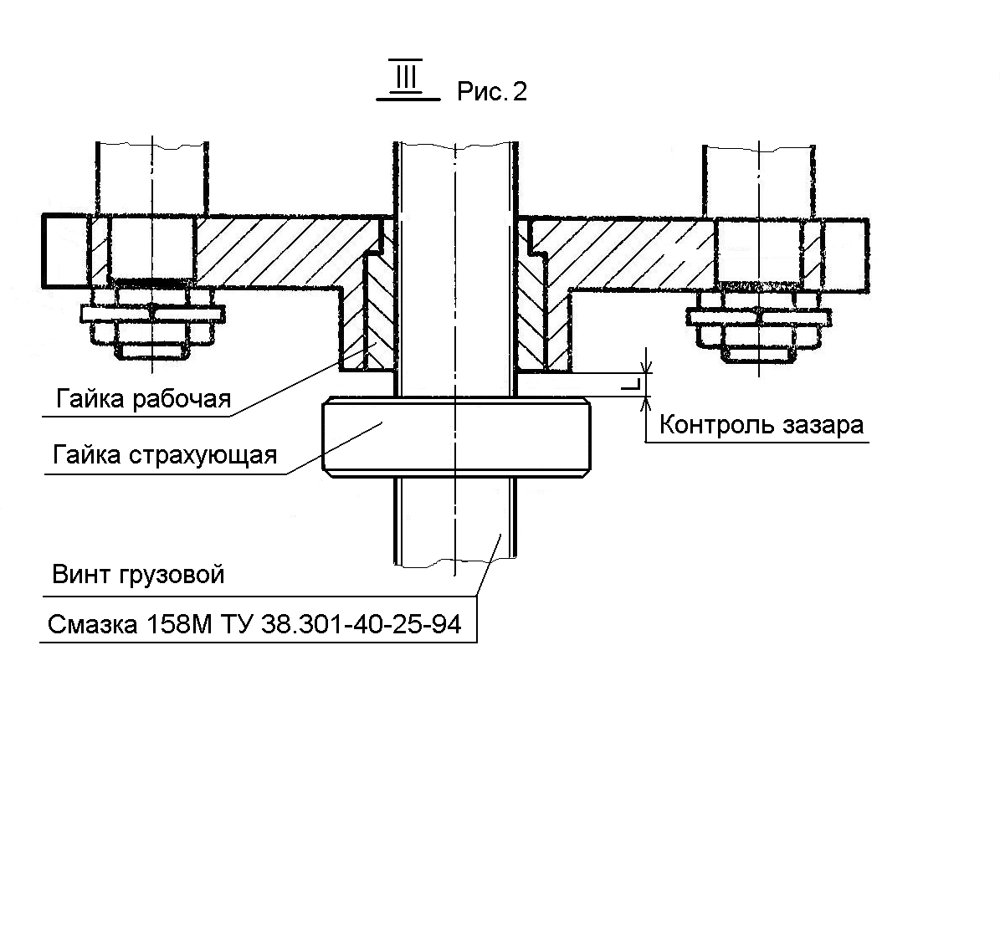 III Рис. 2
L
Гайка рабочая
Контроль зазара
Гайка страхующая
Винт грузовой
Смазка 158М ТУ 38.301-40-25-94